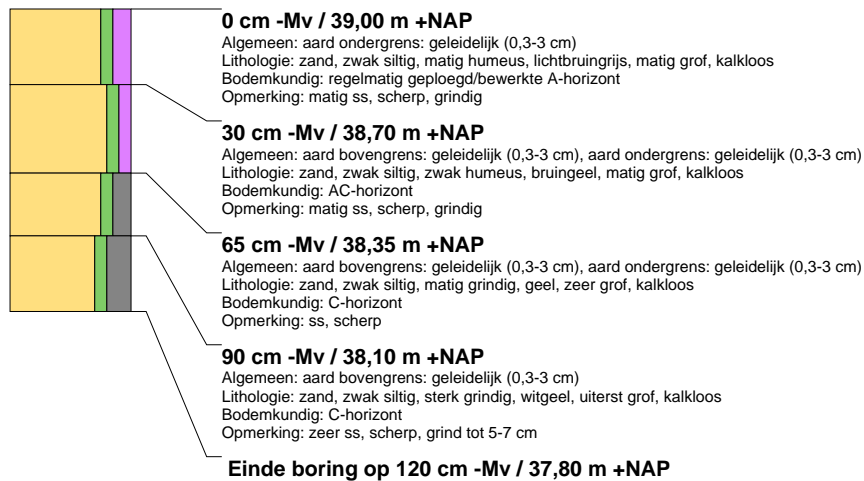 0 cm -Mv / 39,00 m +NAP
Algemeen: aard ondergrens: geleidelijk (0,3-3 cm)
Lithologie: zand, zwak siltig, matig humeus, lichtbruingrijs, matig grof, kalkloos
Bodemkundig: regelmatig geploegd/bewerkte A-horizont
Opmerking: matig ss, scherp, grindig
30 cm -Mv / 38,70 m +NAP
Algemeen: aard bovengrens: geleidelijk (0,3-3 cm), aard ondergrens: geleidelijk (0,3-3 cm)
Lithologie: zand, zwak siltig, zwak humeus, bruingeel, matig grof, kalkloos
Bodemkundig: AC-horizont
Opmerking: matig ss, scherp, grindig
65 cm -Mv / 38,35 m +NAP
Algemeen: aard bovengrens: geleidelijk (0,3-3 cm), aard ondergrens: geleidelijk (0,3-3 cm)
Lithologie: zand, zwak siltig, matig grindig, geel, zeer grof, kalkloos
Bodemkundig: C-horizont
Opmerking: ss, scherp
90 cm -Mv / 38,10 m +NAP
Algemeen: aard bovengrens: geleidelijk (0,3-3 cm)
Lithologie: zand, zwak siltig, sterk grindig, witgeel, uiterst grof, kalkloos
Bodemkundig: C-horizont
Opmerking: zeer ss, scherp, grind tot 5-7 cm
Einde boring op 120 cm -Mv / 37,80 m +NAP